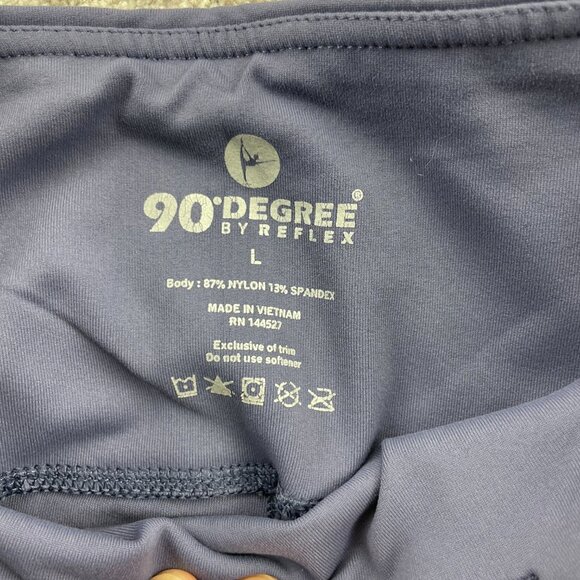 90°DEGREE®
BY REFLEX
L
Body : 87% NYLON 13% SPANDEX
MADE IN VIETNAM
RN 144527
Exclusive of trim
Do not use softener